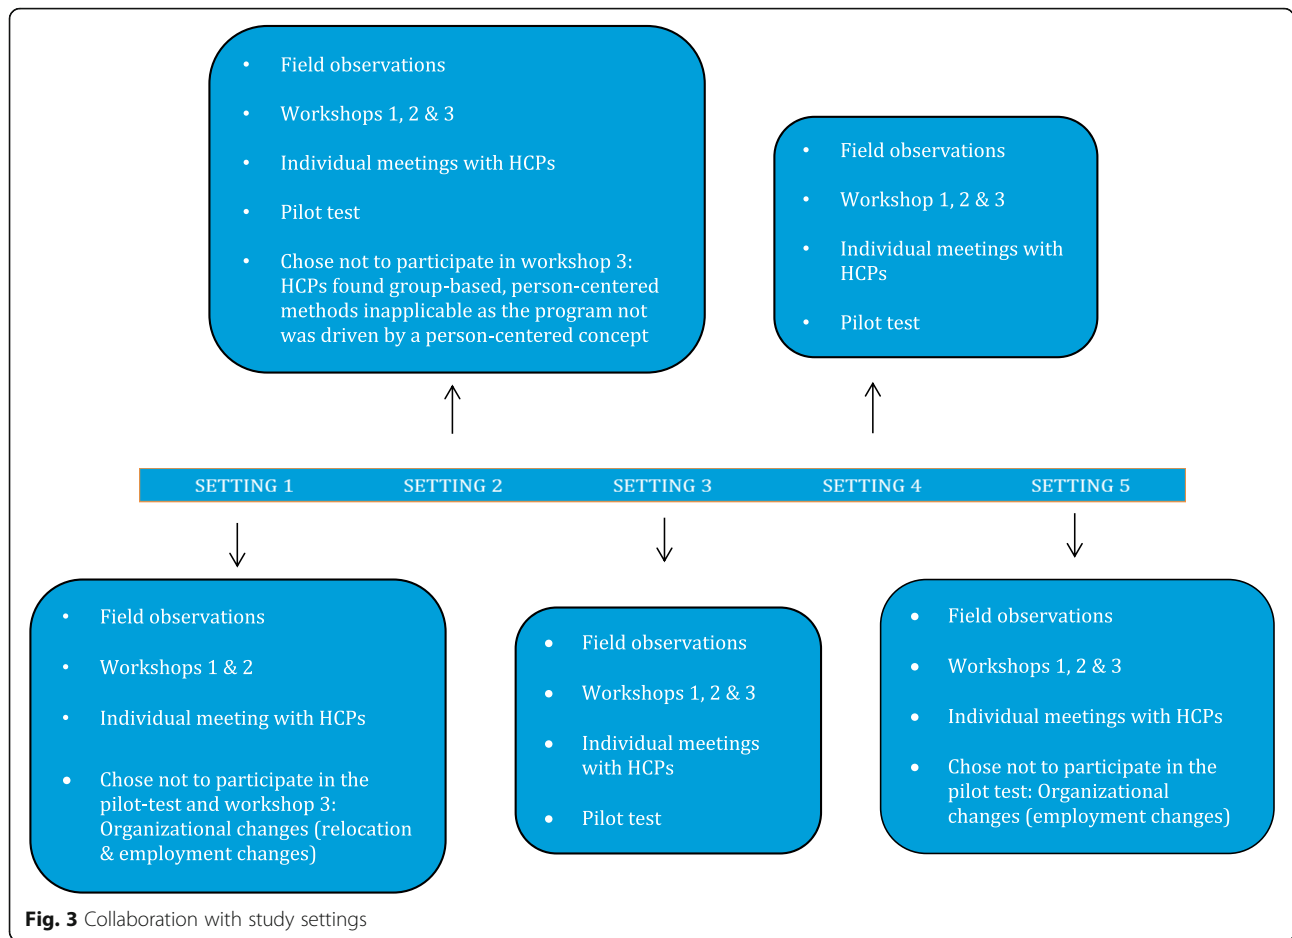 • Field observations
• Workshops 1, 2 & 3
• Individual meetings with HCPs
• Pilot test
• Chose not to participate in workshop 3:
HCPs found group-based, person-centered
methods inapplicable as the program not
was driven by a person-centered concept
• Field observations
• Workshop 1, 2 & 3
• Individual meetings with
HCPs
• Pilot test
SETTING 1 SETTING 2 SETTING 3 SETTING 4 SETTING 5
• Field observations
• Workshops 1 & 2
• Individual meeting with HCPs
• Chose not to participate in the
pilot-test and workshop 3:
Organizational changes (relocation
& employment changes)
• Field observations
• Workshops 1, 2 & 3
• Individual meetings
with HCPs
• Pilot test
• Field observations
• Workshops 1, 2 & 3
• Individual meetings with HCPs
• Chose not to participate in the
pilot test: Organizational
changes (employment changes)
Fig. 3 Collaboration with study settings